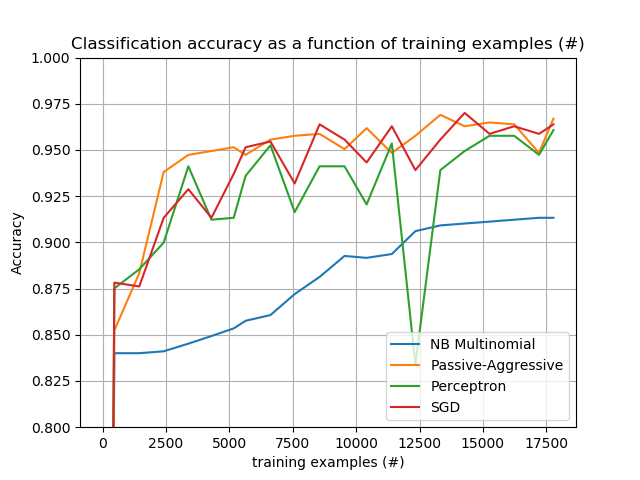 Classification accuracy as a function of training examples (#)
1.000
0.975
0.950
0.925
0.900
0.875
0.850
0.825
0.800
Accuracy
NB Multinomial
Passive-Aggressive
Perceptron
SGD
0 2500 5000 7500 10000 12500 15000 17500
training examples (#)